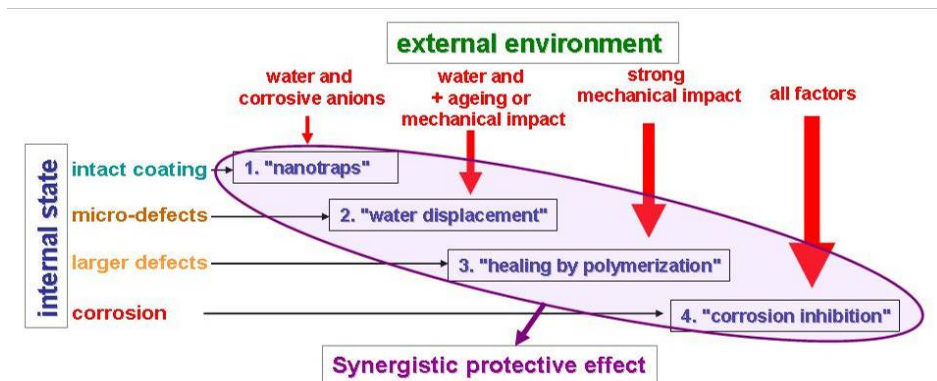 external environment
water and
corrosive anions
water and
+ ageing or
mechanical impact
strong
mechanical impact
all factors
internal state
intact coating
1. "nanotraps"
micro-defects
2. "water displacement"
larger defects
3. "healing by polymerization"
corrosion
4. "corrosion inhibition"
Synergistic protective effect